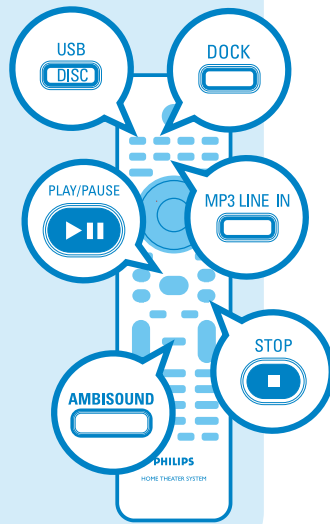 USB
DISC
DOCK
PLAY/PAUSE
MP3 LINE IN
STOP
AMBISOUND
PHILIPS
HOME THEATER SYSTEM